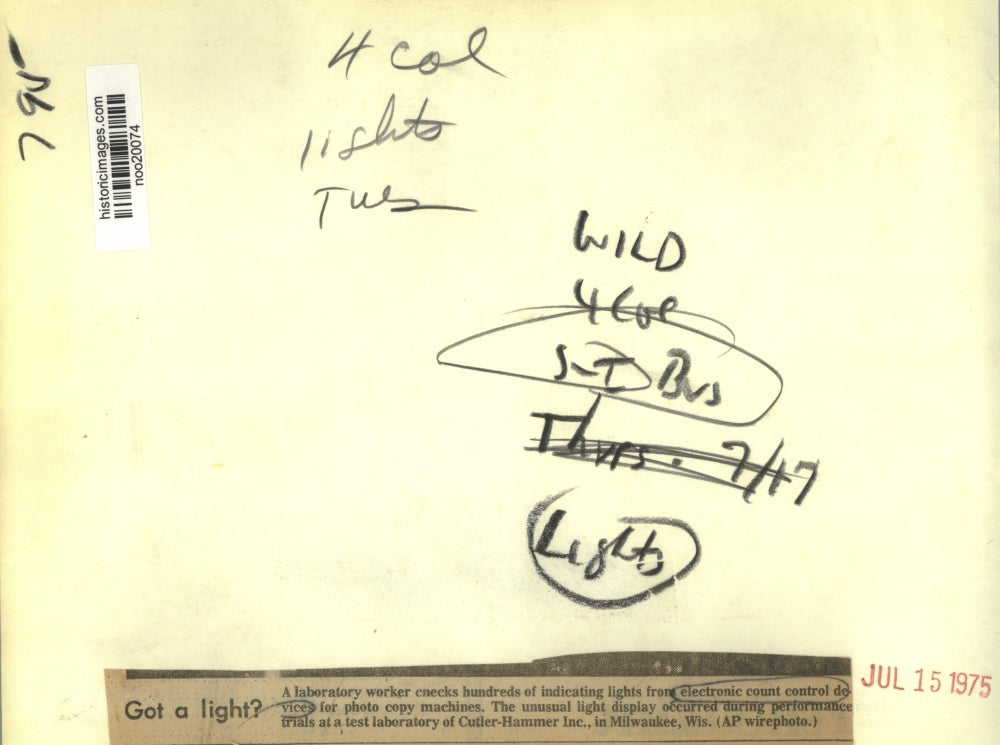 795
historicimages.com
noo20074
4 Col
lights
Tues
WILD
4 Col
S-I Bus
Thurs. 7/17
Lights
Got a light?
A laboratory worker cnecks hundreds of indicating lights from electronic count control de-
vices for photo copy machines. The unusual light display occurred during performance
trials at a test laboratory of Cutler-Hammer Inc., in Milwaukee, Wis. (AP wirephoto.)
JUL 15 1975